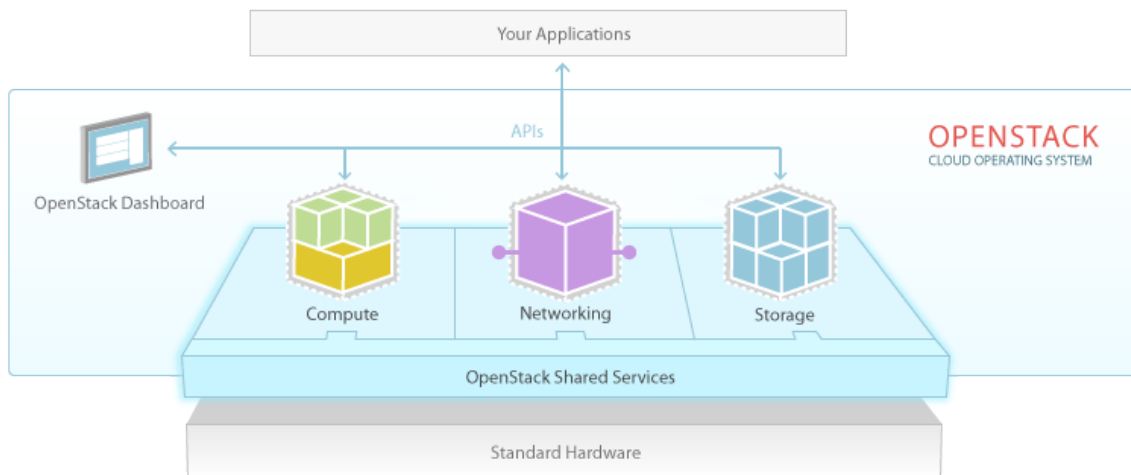 Your Applications
APIs
OPENSTACK
CLOUD OPERATING SYSTEM
OpenStack Dashboard
Compute
Networking
Storage
OpenStack Shared Services
Standard Hardware